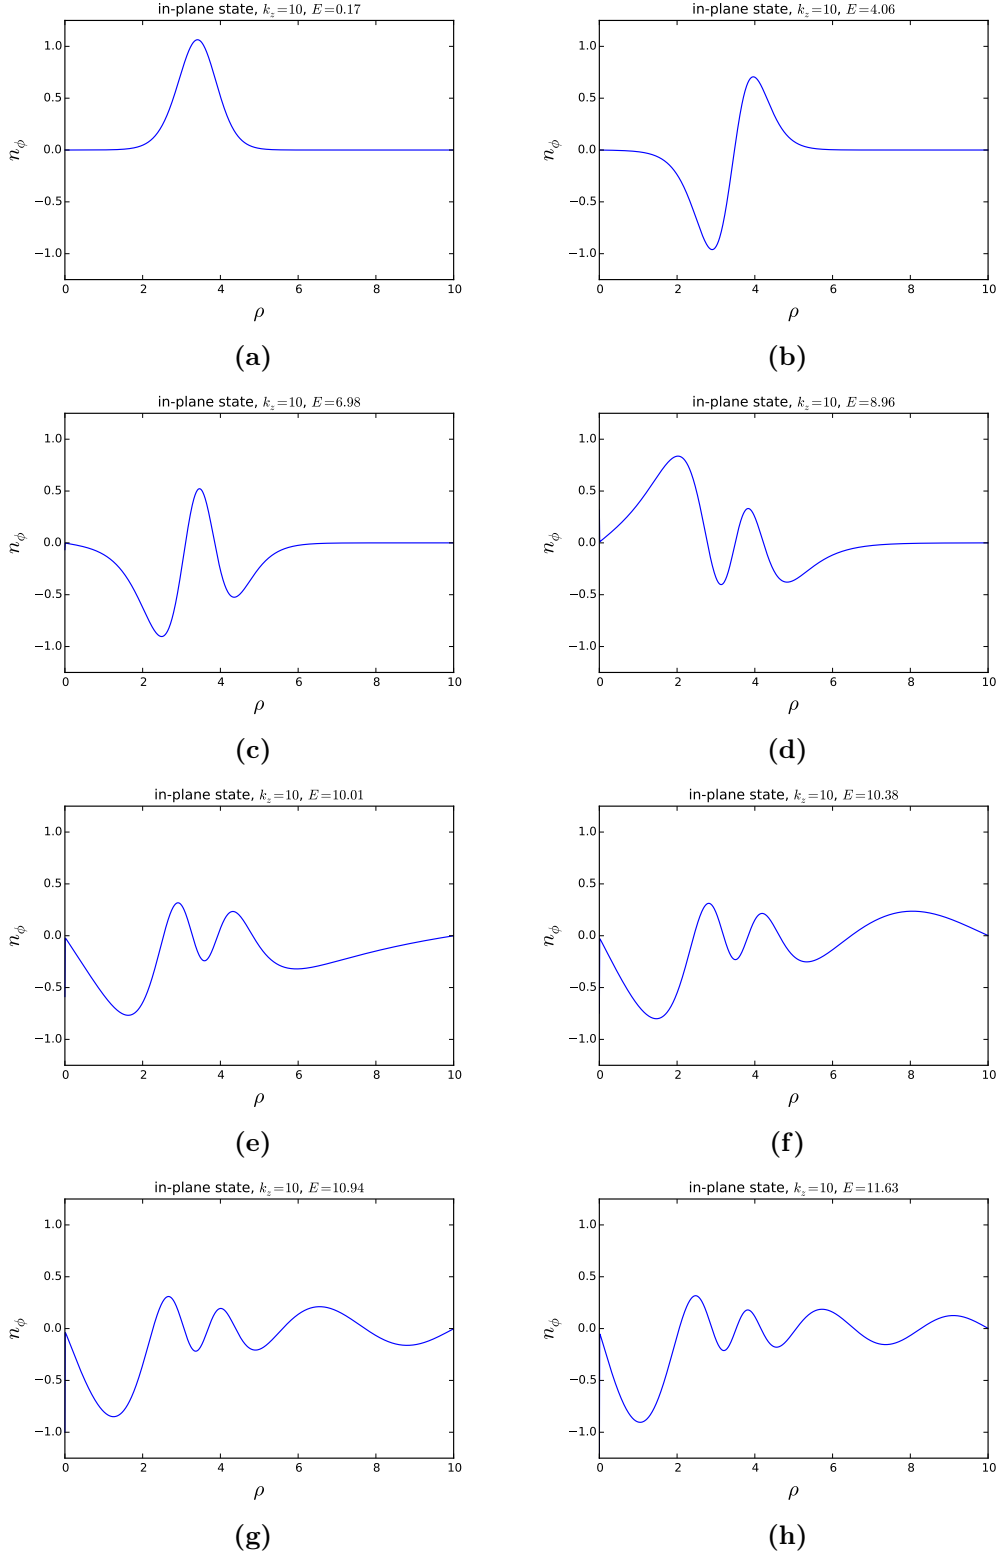 in-plane state, k_z=10, E=0.17
in-plane state, k_z=10, E=4.06
1.0
0.5
0.0
−0.5
−1.0
n_ϕ
0 2 4 6 8 10
ρ
1.0
0.5
0.0
−0.5
−1.0
n_ϕ
0 2 4 6 8 10
ρ
(a)
(b)
in-plane state, k_z=10, E=6.98
in-plane state, k_z=10, E=8.96
1.0
0.5
0.0
−0.5
−1.0
n_ϕ
0 2 4 6 8 10
ρ
1.0
0.5
0.0
−0.5
−1.0
n_ϕ
0 2 4 6 8 10
ρ
(c)
(d)
in-plane state, k_z=10, E=10.01
in-plane state, k_z=10, E=10.38
1.0
0.5
0.0
−0.5
−1.0
n_ϕ
0 2 4 6 8 10
ρ
1.0
0.5
0.0
−0.5
−1.0
n_ϕ
0 2 4 6 8 10
ρ
(e)
(f)
in-plane state, k_z=10, E=10.94
in-plane state, k_z=10, E=11.63
1.0
0.5
0.0
−0.5
−1.0
n_ϕ
0 2 4 6 8 10
ρ
1.0
0.5
0.0
−0.5
−1.0
n_ϕ
0 2 4 6 8 10
ρ
(g)
(h)